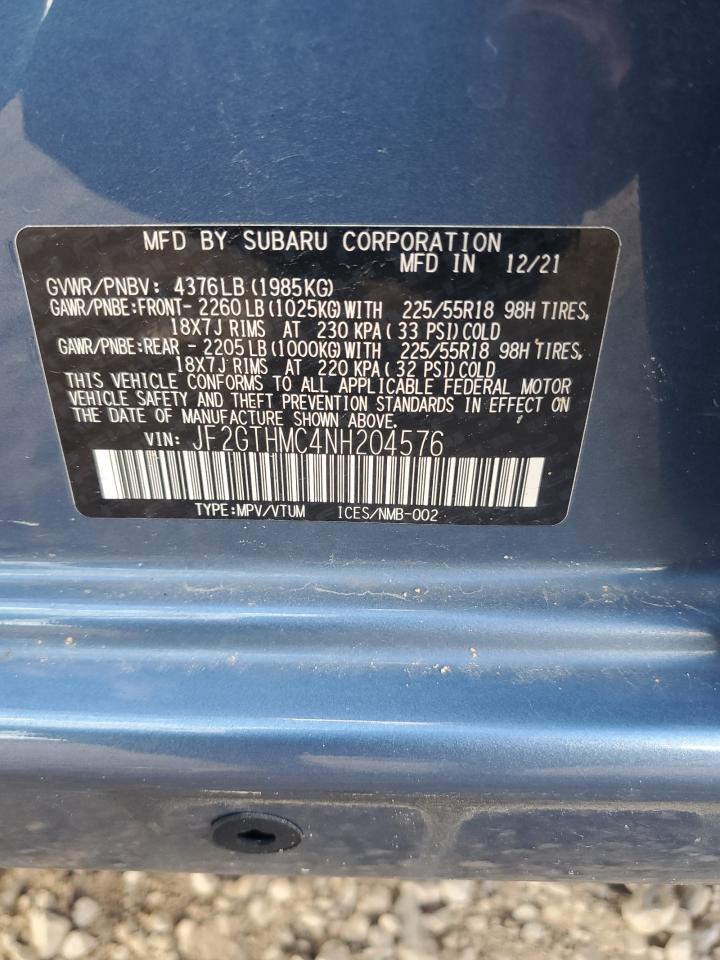 MFD BY SUBARU CORPORATION
MFD IN 12/21
GVWR/PNBV: 4376LB (1985KG)
GAWR/PNBE:FRONT- 2260 LB (1025KG) WITH 225/55R18 98H TIRES,
18X7J RIMS AT 230 KPA ( 33 PSI) COLD
GAWR/PNBE:REAR - 2205 LB (1000KG) WITH 225/55R18 98H TIRES,
18X7J RIMS AT 220 KPA ( 32 PSI) COLD
THIS VEHICLE CONFORMS TO ALL APPLICABLE FEDERAL MOTOR
VEHICLE SAFETY AND THEFT PREVENTION STANDARDS IN EFFECT ON
THE DATE OF MANUFACTURE SHOWN ABOVE.
VIN: JF2GTHMC4NH204576
TYPE:MPV/VTUM ICES/NMB-002